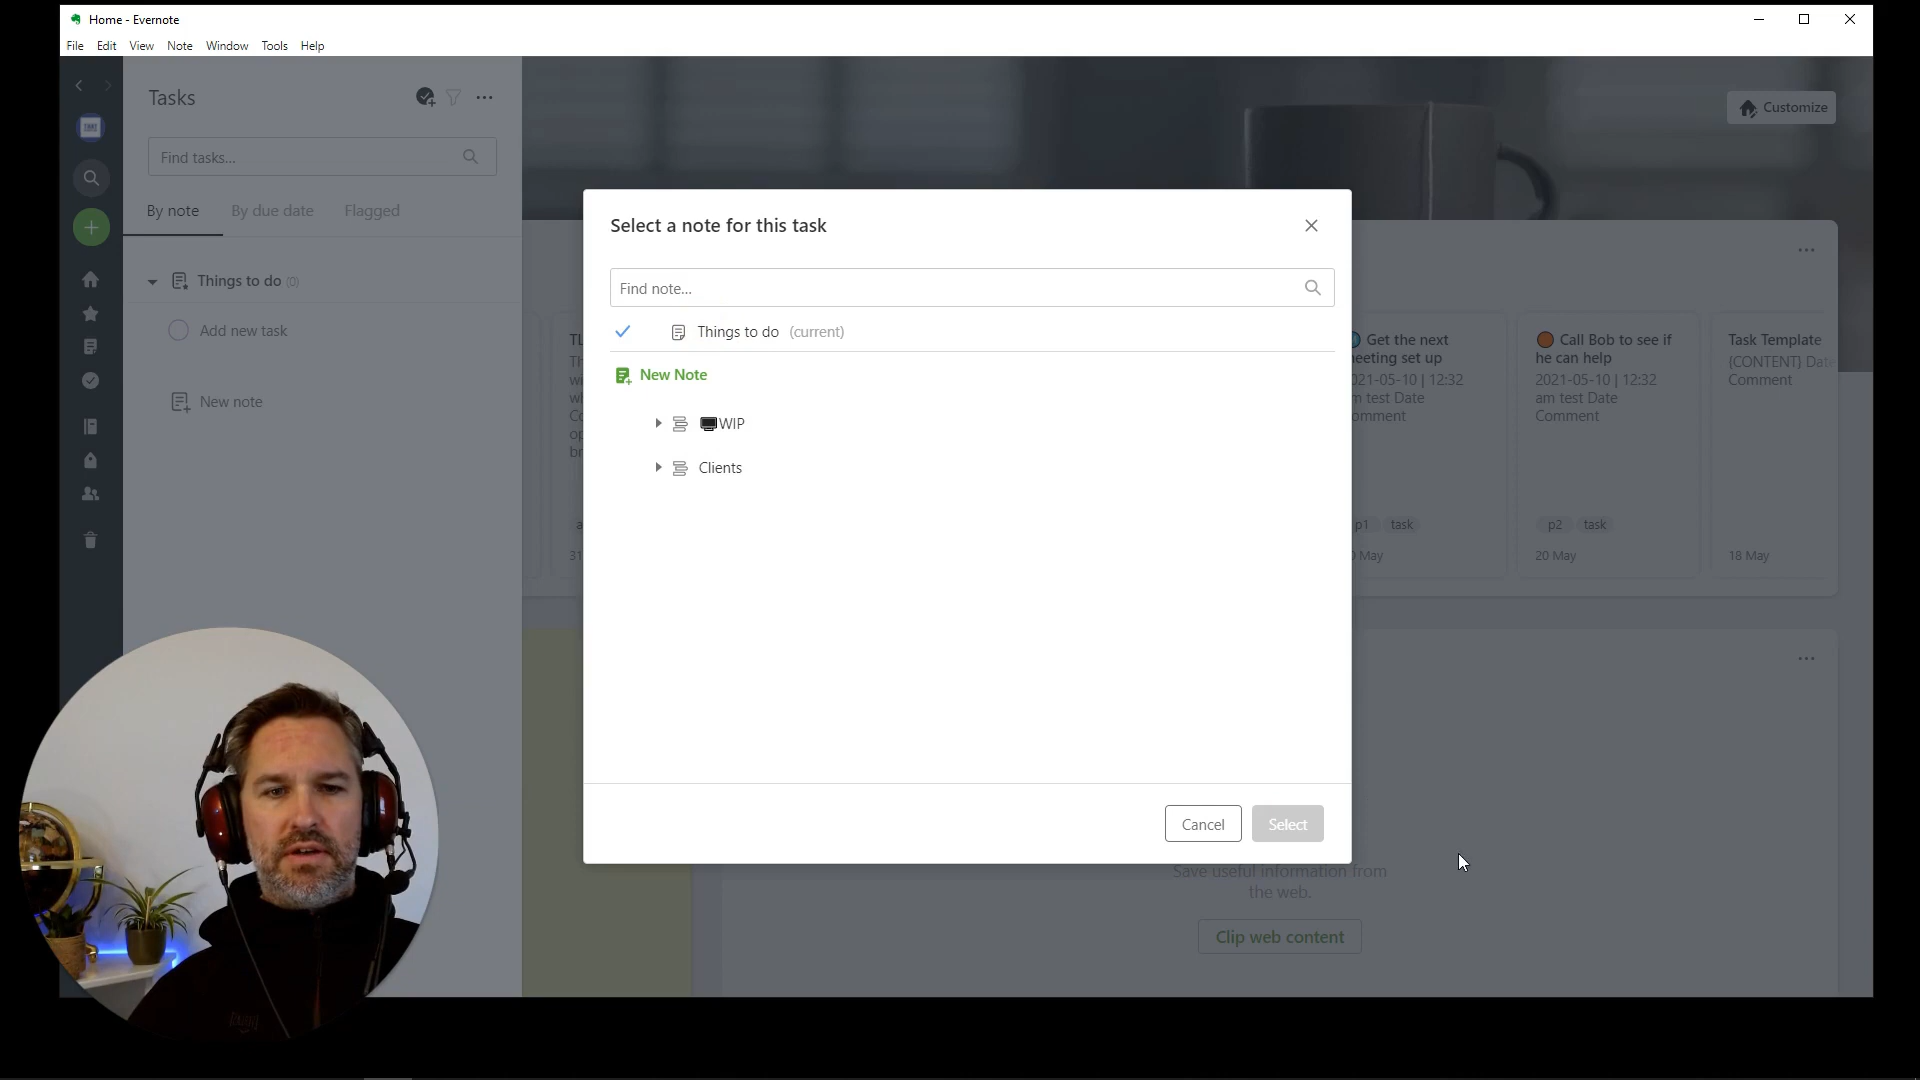 Home - Evernote
File Edit View Note Window Tools Help
Tasks
Customize
Find tasks...
By note By due date Flagged
Things to do (0)
Add new task
New note
Select a note for this task
Find note...
Things to do (current)
New Note
WIP
Clients
Cancel Select
Get the next
meeting set up
2021-05-10 | 12:32
am test Date
Comment
p1 task
May
Call Bob to see if
he can help
2021-05-10 | 12:32
am test Date
Comment
p2 task
20 May
Task Template
{CONTENT} Date
Comment
18 May
Save useful information from
the web.
Clip web content